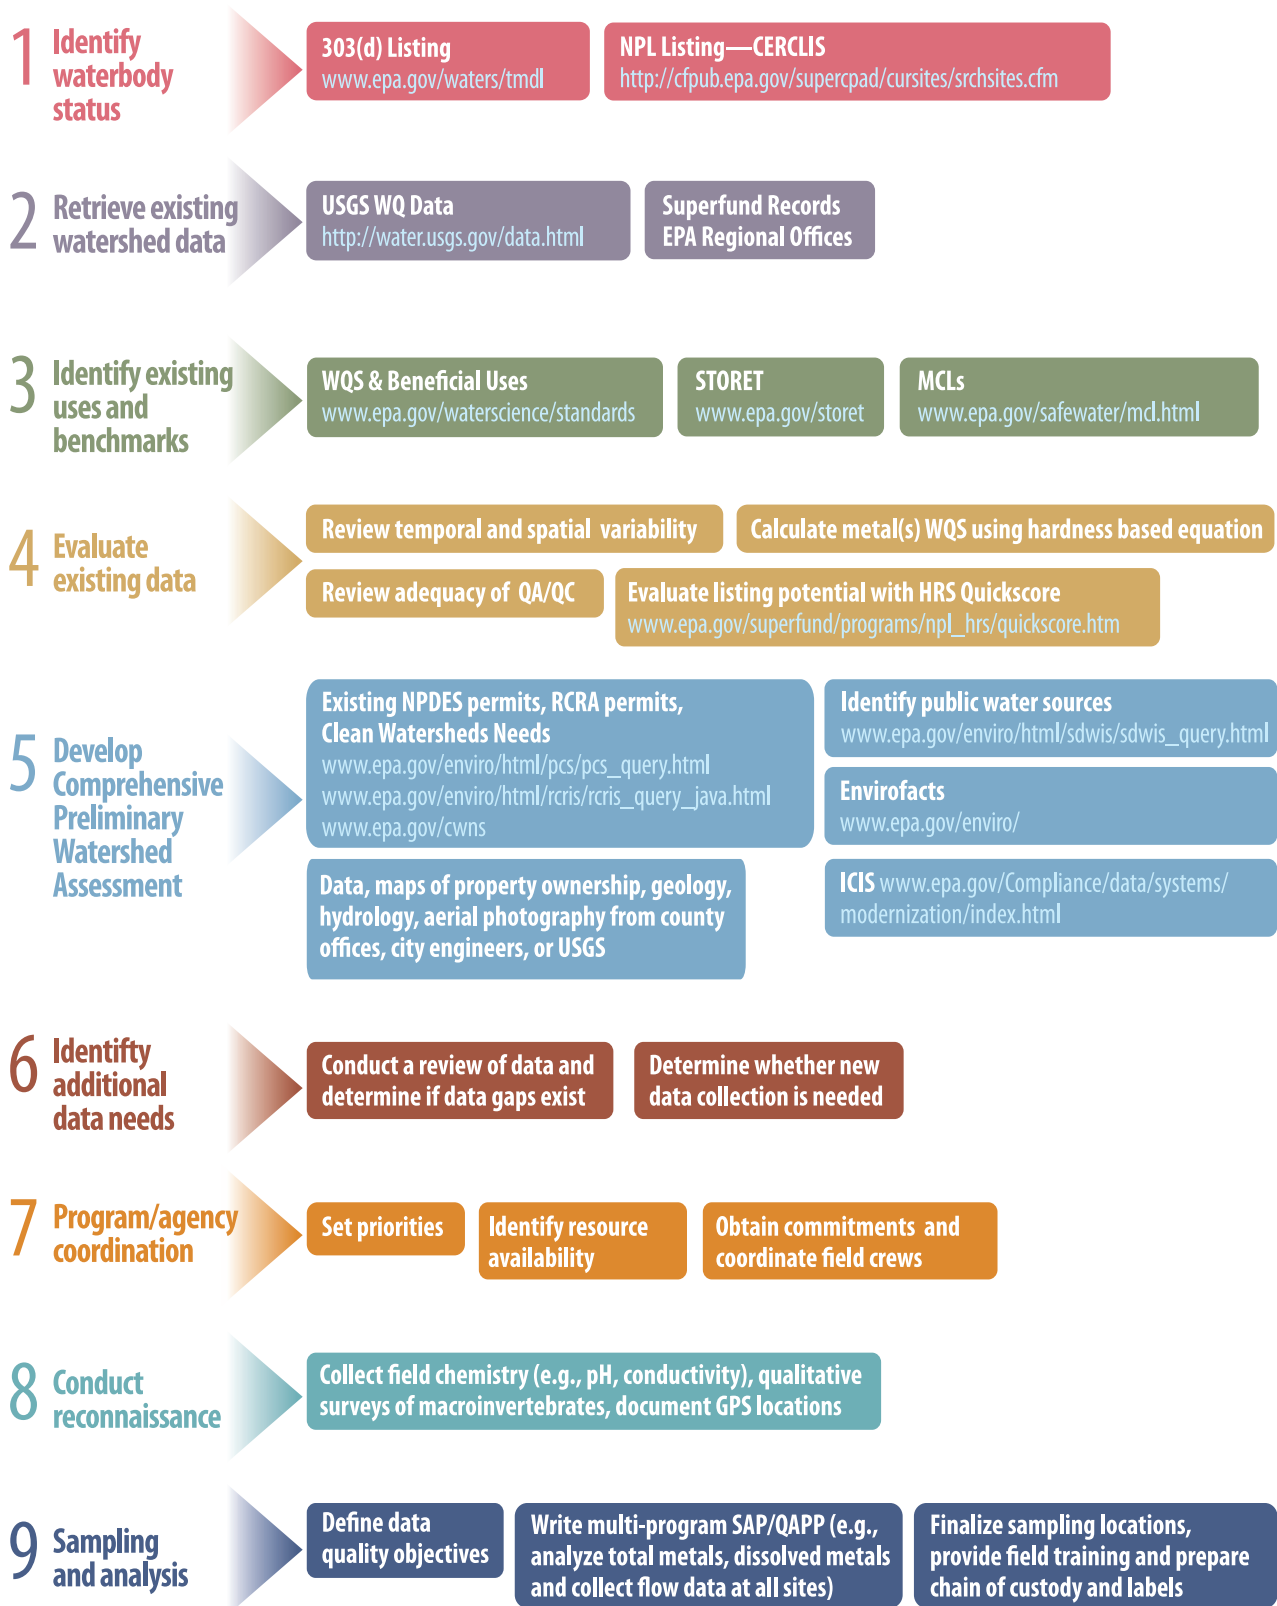 1 Identify
waterbody
status
303(d) Listing
www.epa.gov/waters/tmdl
NPL Listing—CERCLIS
http://cfpub.epa.gov/supercpad/cursites/srchsites.cfm
2 Retrieve existing
watershed data
USGS WQ Data
http://water.usgs.gov/data.html
Superfund Records
EPA Regional Offices
3 Identify existing
uses and
benchmarks
WQS & Beneficial Uses
www.epa.gov/waterscience/standards
STORET
www.epa.gov/storet
MCLs
www.epa.gov/safewater/mcl.html
4 Evaluate
existing data
Review temporal and spatial variability
Calculate metal(s) WQS using hardness based equation
Review adequacy of QA/QC
Evaluate listing potential with HRS Quickscore
www.epa.gov/superfund/programs/npl_hrs/quickscore.htm
5 Develop
Comprehensive
Preliminary
Watershed
Assessment
Existing NPDES permits, RCRA permits,
Clean Watersheds Needs
www.epa.gov/enviro/html/pcs/pcs_query.html
www.epa.gov/enviro/html/rcris/rcris_query_java.html
www.epa.gov/cwns
Identify public water sources
www.epa.gov/enviro/html/sdwis/sdwis_query.html
Envirofacts
www.epa.gov/enviro/
Data, maps of property ownership, geology,
hydrology, aerial photography from county
offices, city engineers, or USGS
ICIS www.epa.gov/Compliance/data/systems/
modernization/index.html
6 Identifty
additional
data needs
Conduct a review of data and
determine if data gaps exist
Determine whether new
data collection is needed
7 Program/agency
coordination
Set priorities
Identify resource
availability
Obtain commitments and
coordinate field crews
8 Conduct
reconnaissance
Collect field chemistry (e.g., pH, conductivity), qualitative
surveys of macroinvertebrates, document GPS locations
9 Sampling
and analysis
Define data
quality objectives
Write multi-program SAP/QAPP (e.g.,
analyze total metals, dissolved metals
and collect flow data at all sites)
Finalize sampling locations,
provide field training and prepare
chain of custody and labels